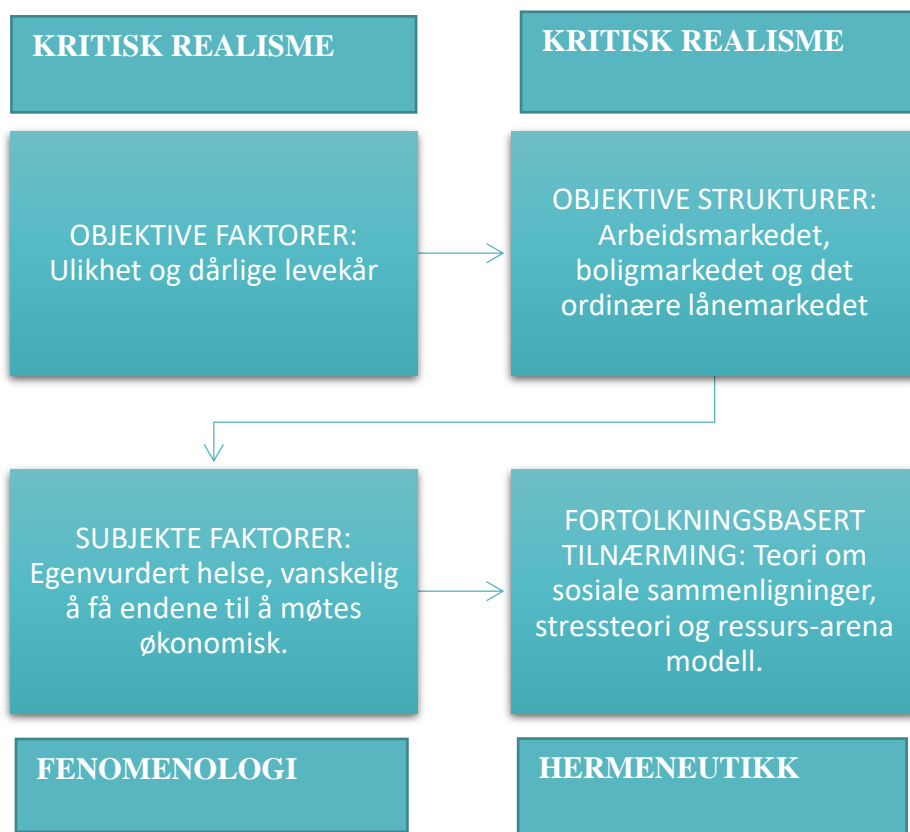 KRITISK REALISME
KRITISK REALISME
OBJEKTIVE FAKTORER:
Ulikhet og dårlige levekår
OBJEKTIVE STRUKTURER:
Arbeidsmarkedet,
boligmarkedet og det
ordinære lånemarkedet
SUBJEKTE FAKTORER:
Egenvurdert helse, vanskelig
å få endene til å møtes
økonomisk.
FORTOLKNINGSBASERT
TILNÆRMING: Teori om
sosiale sammenligninger,
stressteori og ressurs-arena
modell.
FENOMENOLOGI
HERMENEUTIKK